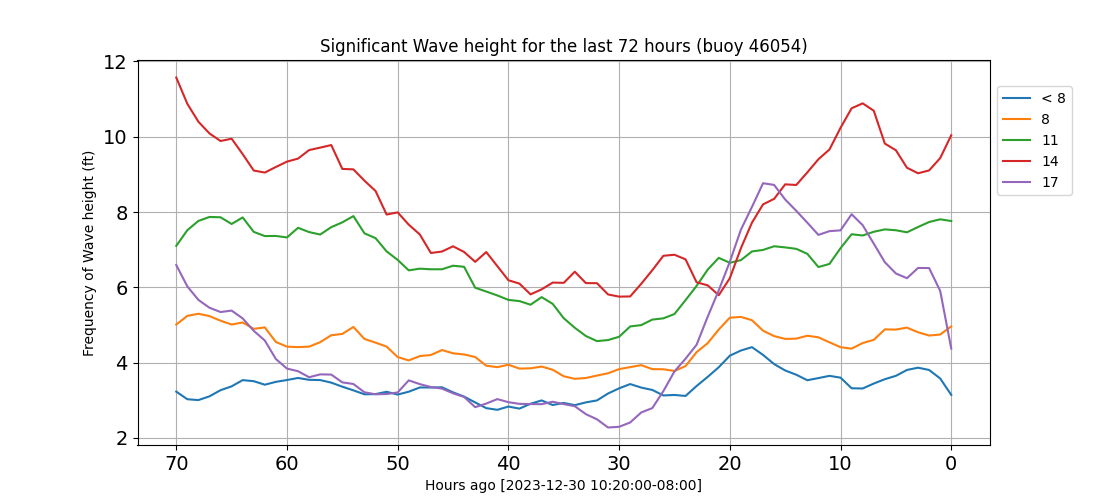 Significant Wave height for the last 72 hours (buoy 46054)
Frequency of Wave height (ft)
12
10
8
6
4
2
70 60 50 40 30 20 10 0
Hours ago [2023-12-30 10:20:00-08:00]
< 8
8
11
14
17